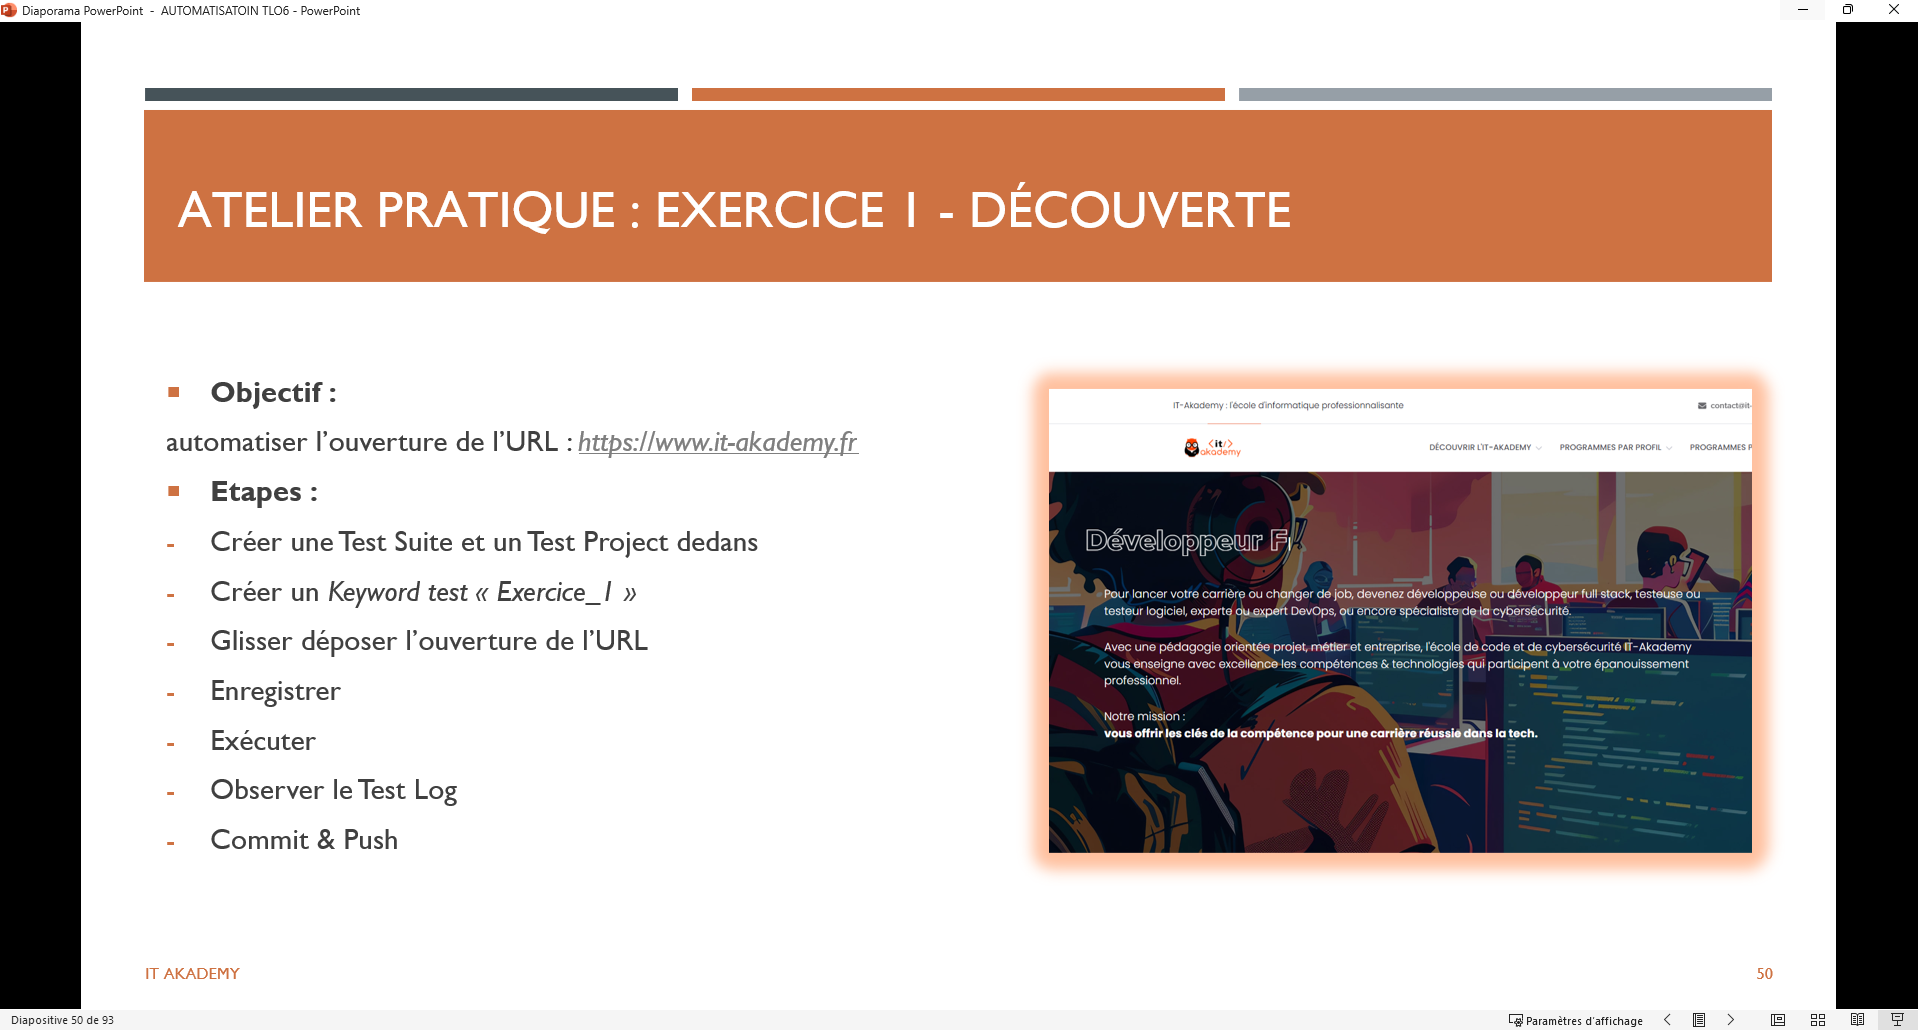 Diaporama PowerPoint - AUTOMATISATOIN TLO6 - PowerPoint
ATELIER PRATIQUE : EXERCICE 1 - DÉCOUVERTE
Objectif :
automatiser l’ouverture de l’URL : https://www.it-akademy.fr
Etapes :
- Créer une Test Suite et un Test Project dedans
- Créer un Keyword test « Exercice_1 »
- Glisser déposer l’ouverture de l’URL
- Enregistrer
- Exécuter
- Observer le Test Log
- Commit & Push
IT-Akademy : l'école d'informatique professionnalisante
contact@it-
<it/>
akademy
DÉCOUVRIR L'IT-AKADEMY
PROGRAMMES PAR PROFIL
PROGRAMMES P
Développeur F
Pour lancer votre carrière ou changer de job, devenez développeuse ou développeur full stack, testeuse ou
testeur logiciel, experte ou expert DevOps, ou encore spécialiste de la cybersécurité.
Avec une pédagogie orientée projet, métier et entreprise, l'école de code et de cybersécurité IT-Akademy
vous enseigne avec excellence les compétences & technologies qui participent à votre épanouissement
professionnel.
Notre mission :
vous offrir les clés de la compétence pour une carrière réussie dans la tech.
IT AKADEMY
50
Diapositive 50 de 93
Paramètres d'affichage